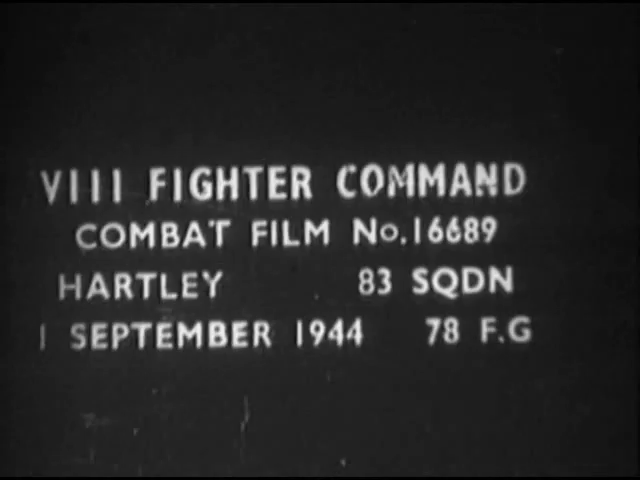 VIII FIGHTER COMMAND
COMBAT FILM No.16689
HARTLEY 83 SQDN
1 SEPTEMBER 1944 78 F.G